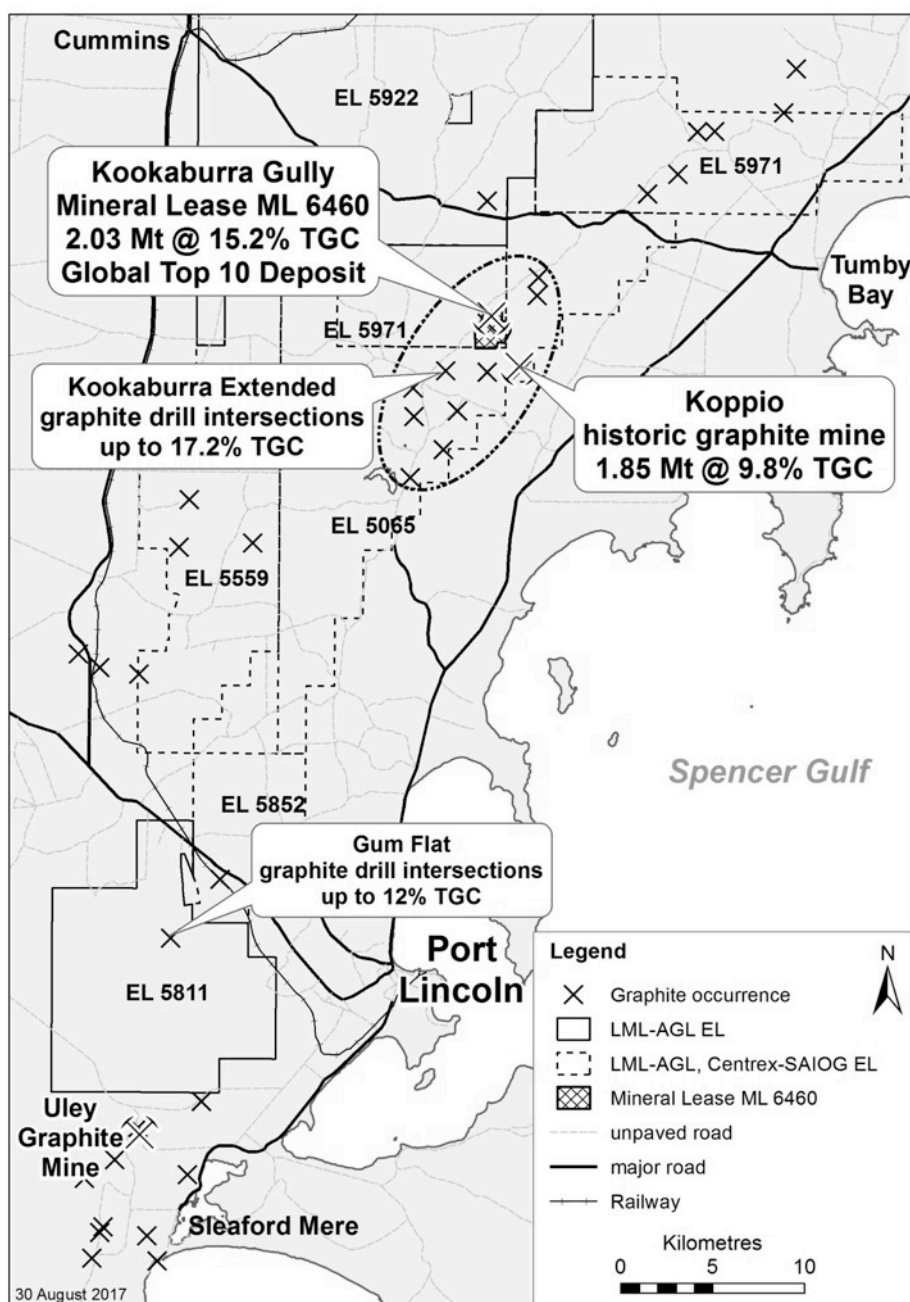 Cummins
EL 5922
EL 5971
Kookaburra Gully
Mineral Lease ML 6460
2.03 Mt @ 15.2% TGC
Global Top 10 Deposit
Tumby
Bay
EL 5971
Kookaburra Extended
graphite drill intersections
up to 17.2% TGC
Koppio
historic graphite mine
1.85 Mt @ 9.8% TGC
EL 5065
EL 5559
Spencer Gulf
EL 5852
Gum Flat
graphite drill intersections
up to 12% TGC
Port
Lincoln
EL 5811
Uley
Graphite
Mine
Sleaford Mere
Legend
N
Graphite occurrence
LML-AGL EL
LML-AGL, Centrex-SAIOG EL
Mineral Lease ML 6460
unpaved road
major road
Railway
Kilometres
0 5 10
30 August 2017